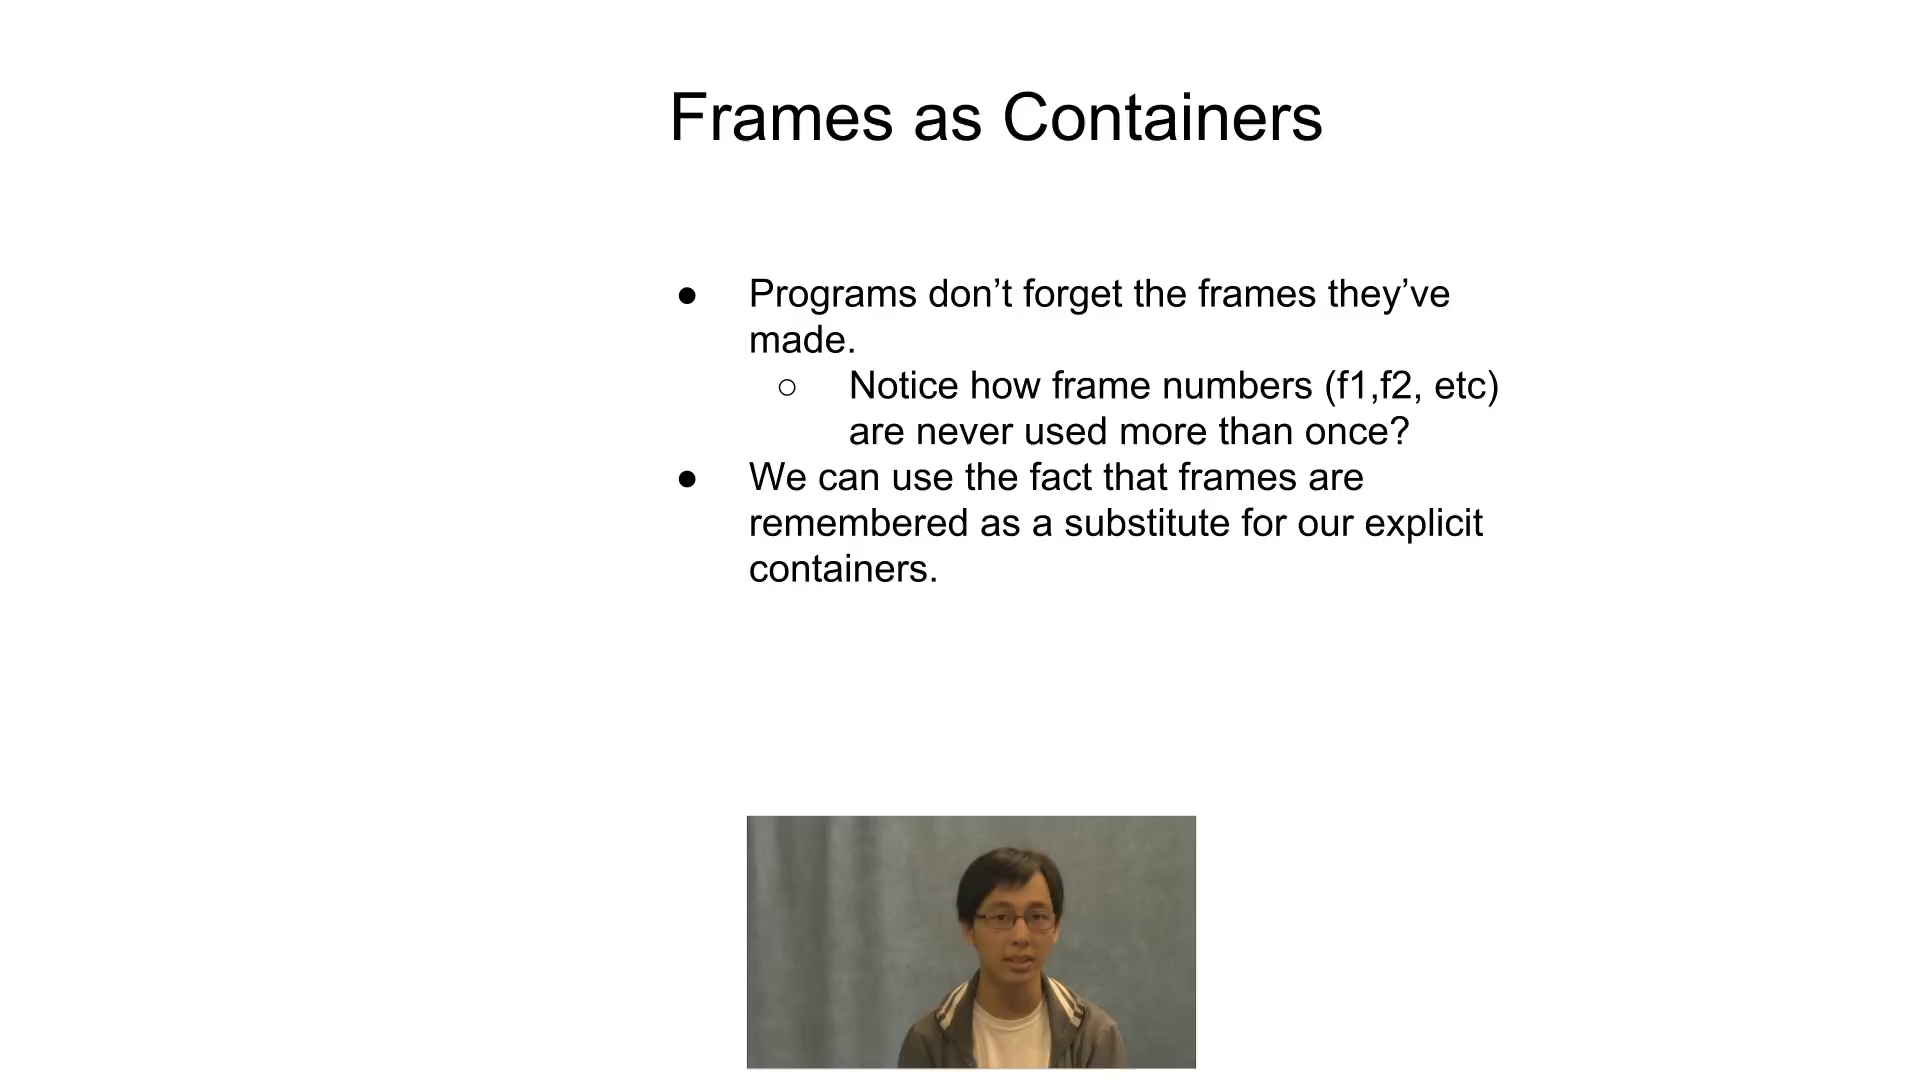 Frames as Containers
● Programs don’t forget the frames they’ve
made.
○ Notice how frame numbers (f1,f2, etc)
are never used more than once?
● We can use the fact that frames are
remembered as a substitute for our explicit
containers.